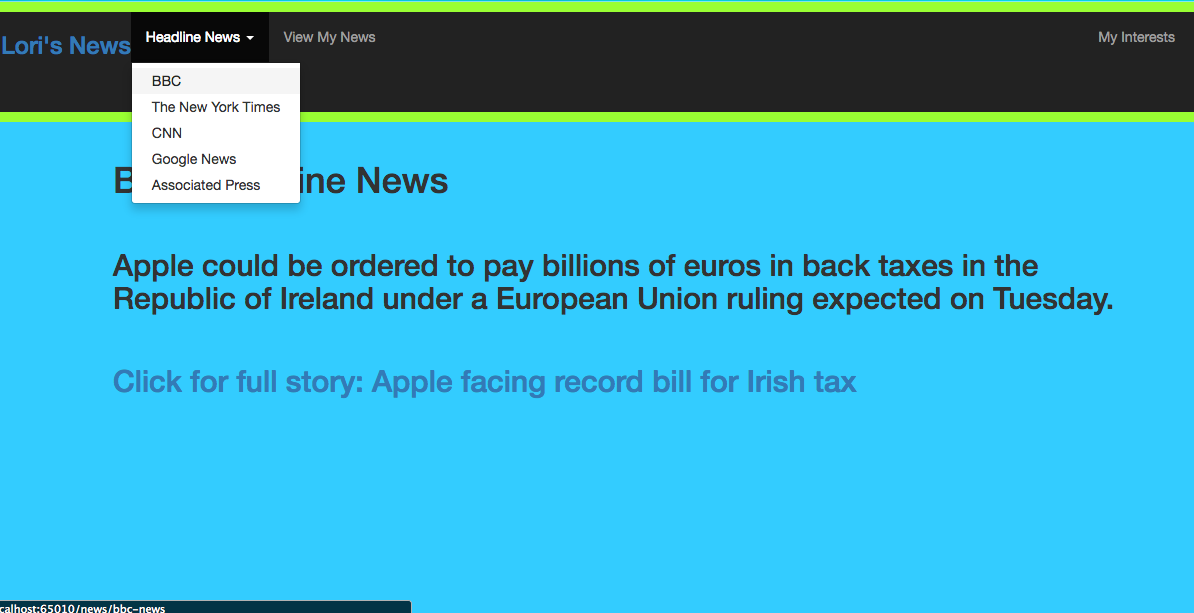 Lori's News
Headline News
View My News
My Interests
BBC
The New York Times
CNN
Google News
Associated Press
News
Apple could be ordered to pay billions of euros in back taxes in the
Republic of Ireland under a European Union ruling expected on Tuesday.
Click for full story: Apple facing record bill for Irish tax
calhost:65010/news/bbc-news